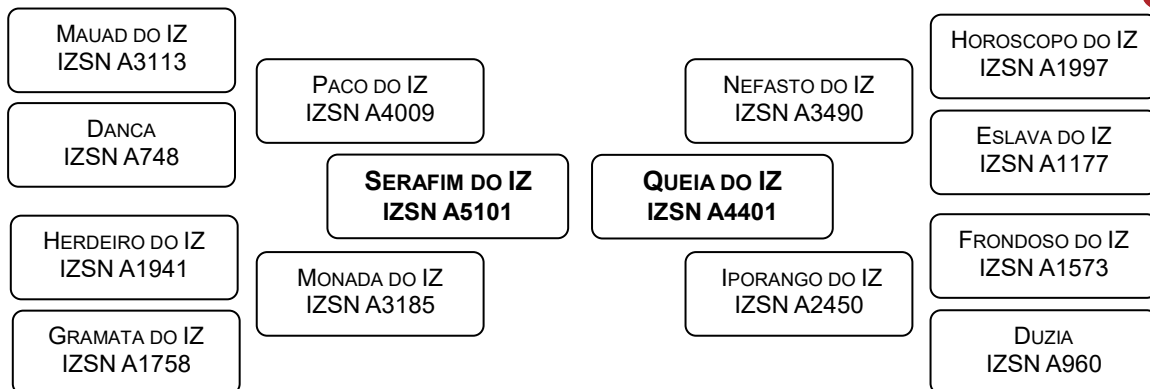 Mauad do IZ
IZSN A3113
Danca
IZSN A748
Paco do IZ
IZSN A4009
Serafim do IZ
IZSN A5101
Herdeiro do IZ
IZSN A1941
Gramata do IZ
IZSN A1758
Monada do IZ
IZSN A3185
Nefasto do IZ
IZSN A3490
Horoscopo do IZ
IZSN A1997
Eslava do IZ
IZSN A1177
Queia do IZ
IZSN A4401
Iporango do IZ
IZSN A2450
Frondoso do IZ
IZSN A1573
Duzia
IZSN A960